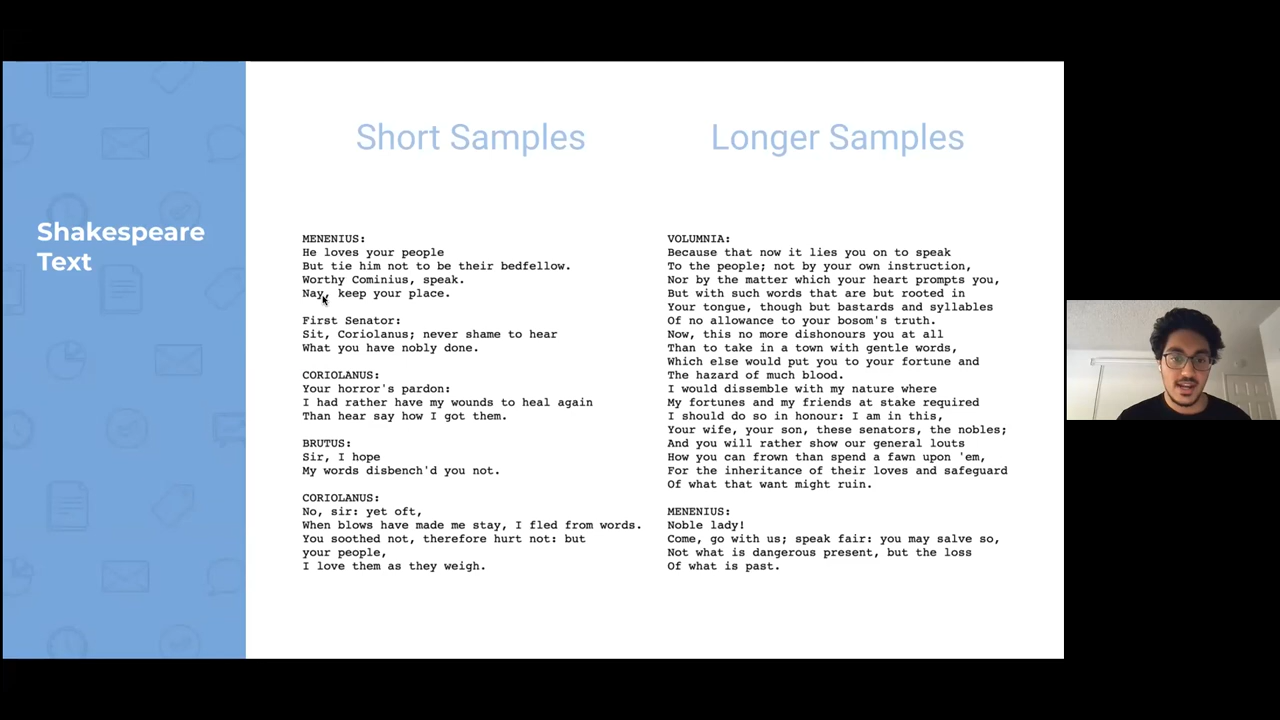 Shakespeare
Text
Short Samples
MENENIUS:
He loves your people
But tie him not to be their bedfellow.
Worthy Cominius, speak.
Nay, keep your place.
First Senator:
Sit, Coriolanus; never shame to hear
What you have nobly done.
CORIOLANUS:
Your horror's pardon:
I had rather have my wounds to heal again
Than hear say how I got them.
BRUTUS:
Sir, I hope
My words disbench'd you not.
CORIOLANUS:
No, sir: yet oft,
When blows have made me stay, I fled from words.
You soothed not, therefore hurt not: but
your people,
I love them as they weigh.
Longer Samples
VOLUMNIA:
Because that now it lies you on to speak
To the people; not by your own instruction,
Nor by the matter which your heart prompts you,
But with such words that are but rooted in
Your tongue, though but bastards and syllables
Of no allowance to your bosom's truth.
Now, this no more dishonours you at all
Than to take in a town with gentle words,
Which else would put you to your fortune and
The hazard of much blood.
I would dissemble with my nature where
My fortunes and my friends at stake required
I should do so in honour: I am in this,
Your wife, your son, these senators, the nobles;
And you will rather show our general louts
How you can frown than spend a fawn upon 'em,
For the inheritance of their loves and safeguard
Of what that want might ruin.
MENENIUS:
Noble lady!
Come, go with us; speak fair: you may salve so,
Not what is dangerous present, but the loss
Of what is past.